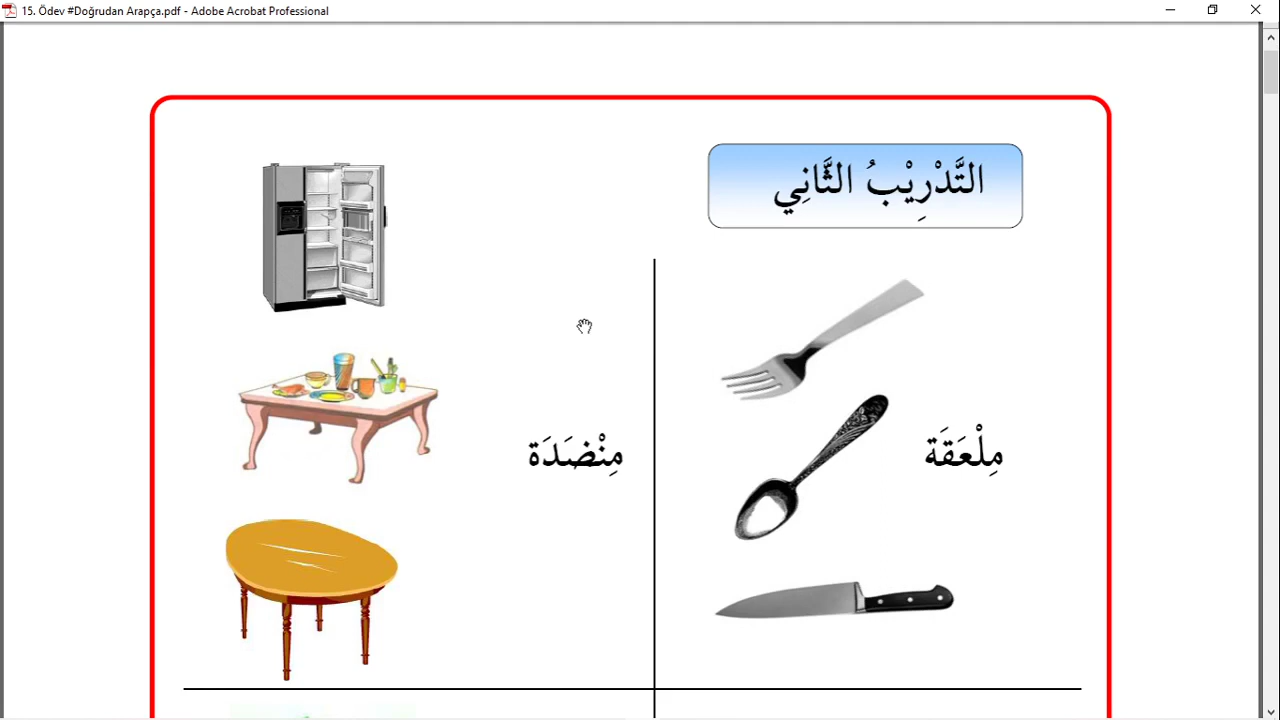 15. Ödev #Doğrudan Arapça.pdf - Adobe Acrobat Professional
التَّدْرِيْبُ الثَّانِي
مِلْعَقَة
مِنْضَدَة